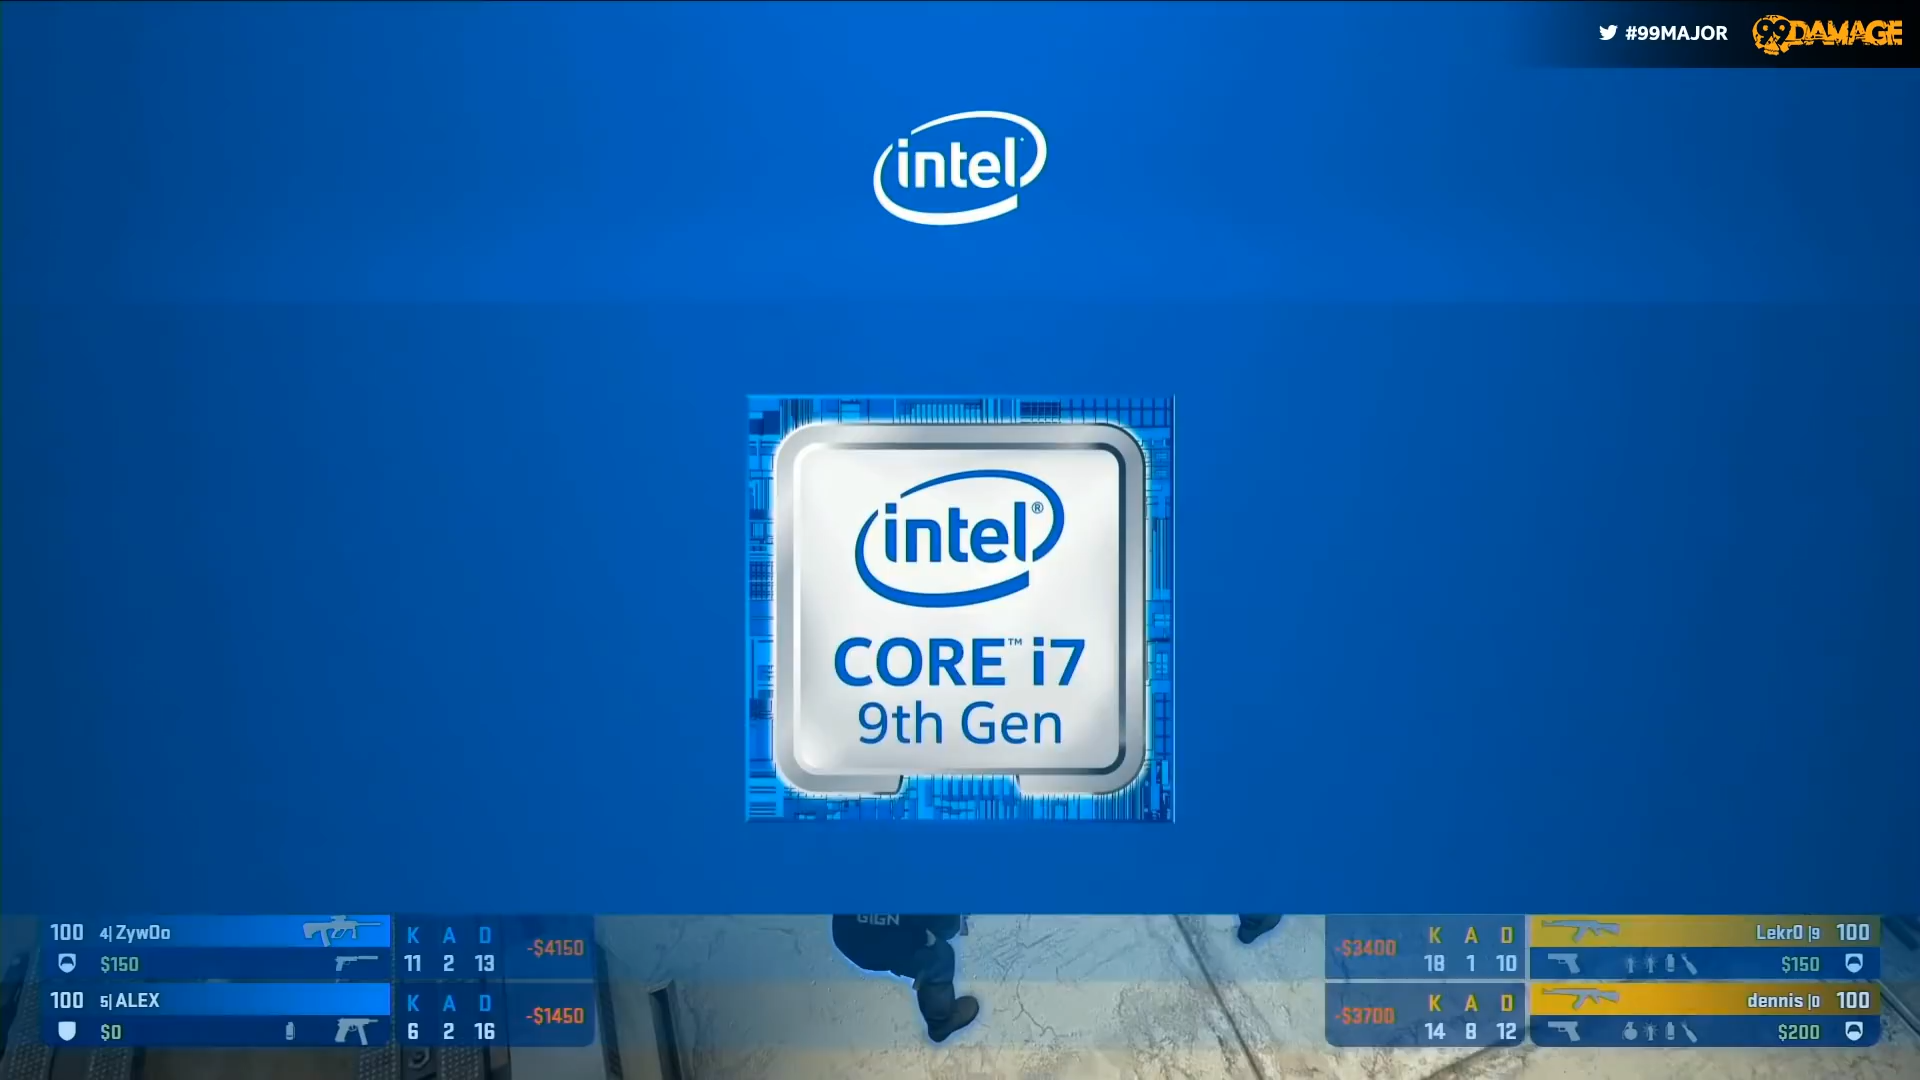 #99MAJOR
99DAMAGE
intel
intel®
CORE™ i7
9th Gen
100 4| ZywOo K A D -$4150
$150 11 2 13
100 5| ALEX K A D -$1450
$0 6 2 16
GIGN
-$3400 K A D Lekr0 |9 100
18 1 10 $150
-$3700 K A D dennis |0 100
14 8 12 $200